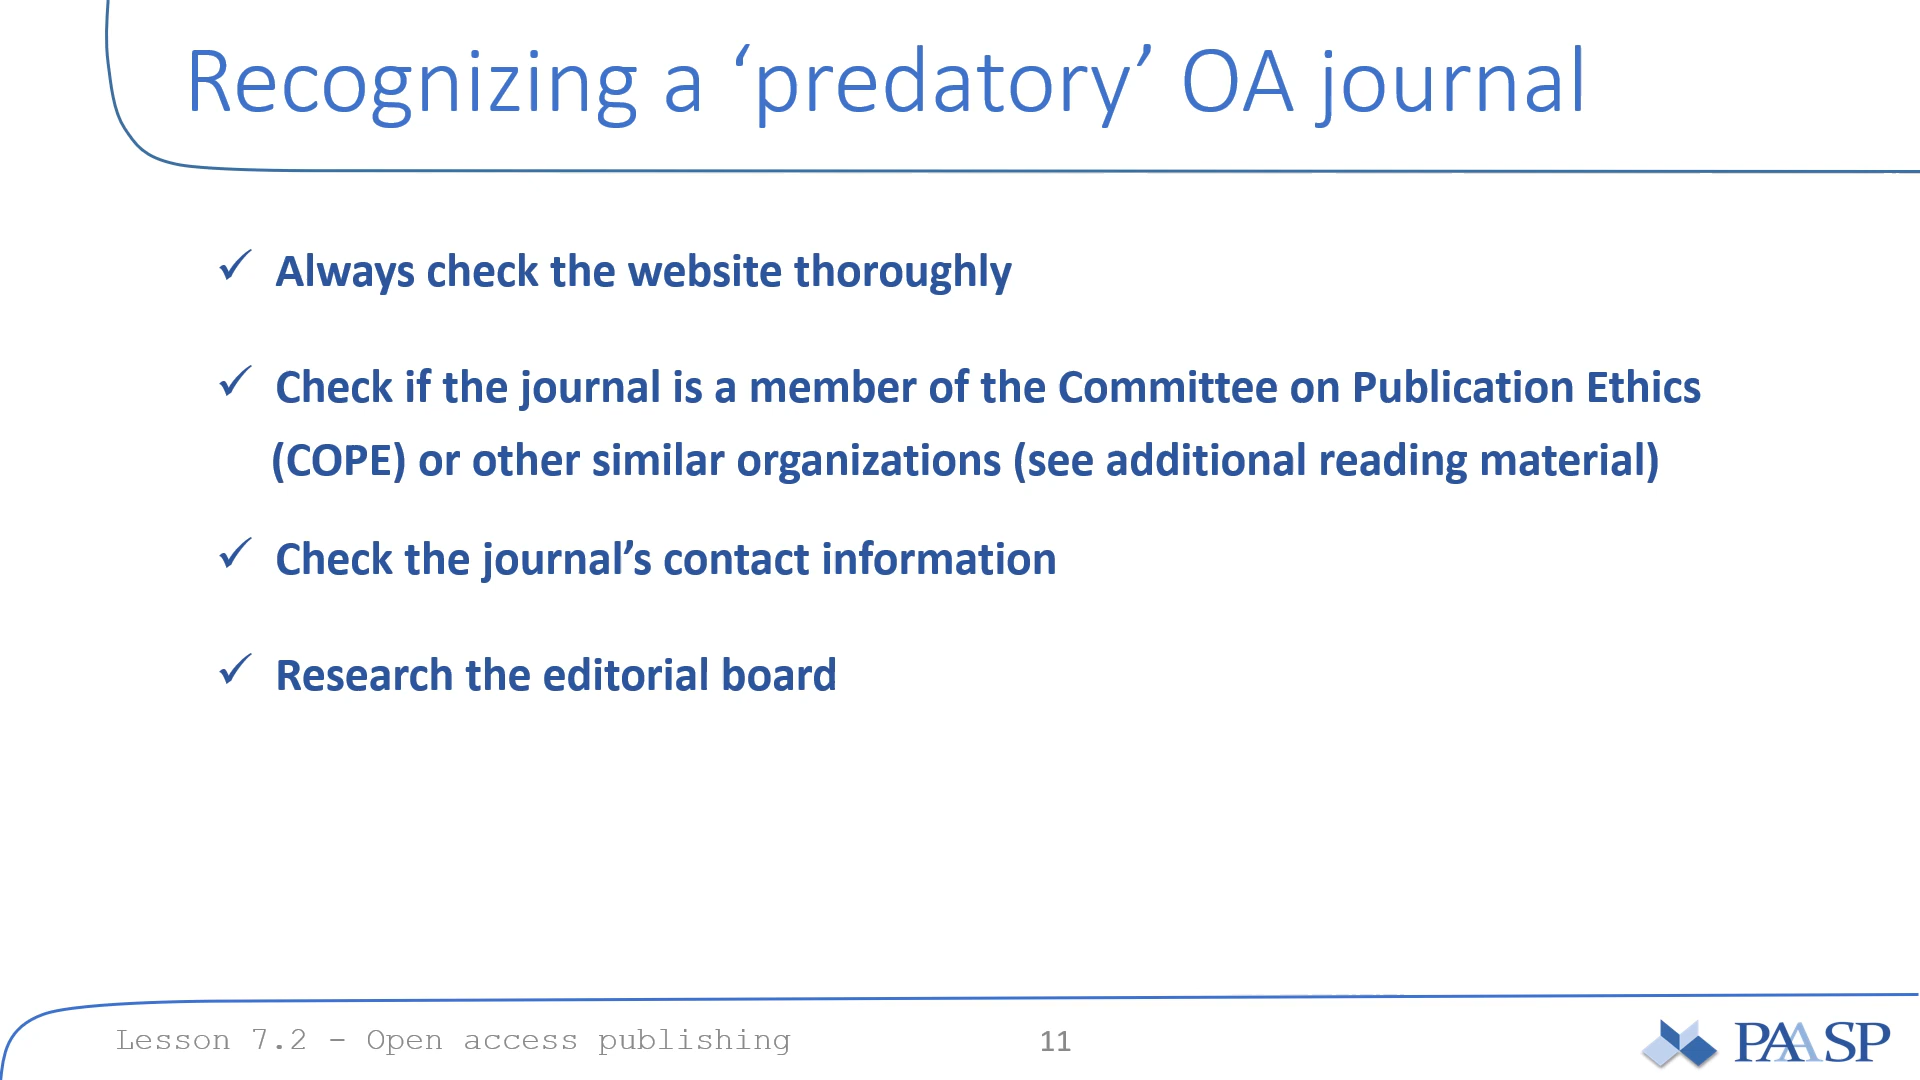 Recognizing a ‘predatory’ OA journal
✓ Always check the website thoroughly
✓ Check if the journal is a member of the Committee on Publication Ethics
(COPE) or other similar organizations (see additional reading material)
✓ Check the journal’s contact information
✓ Research the editorial board
Lesson 7.2 - Open access publishing
11
PAASP